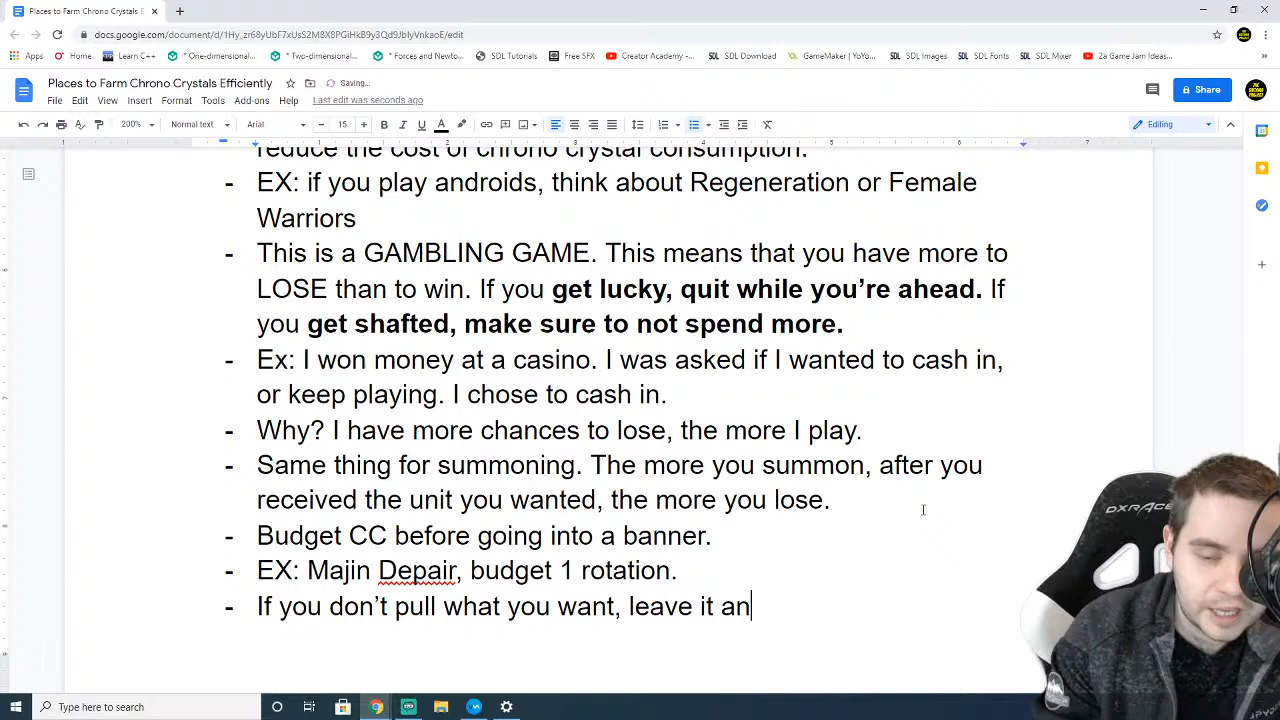 Places to Farm Chrono Crystals E
docs.google.com/document/d/1Hy_zr68yUbF7xUsS2M8X8PGiHkB9y3Qd9JbIyVnkaoE/edit
Apps Home Learn C++ *One-dimensional... *Two-dimensional... * Forces and Newto... SDL Tutorials Free SFX Creator Academy -... SDL Download GameMaker | YoYo... SDL Images SDL Fonts SDL Mixer 2a Game Jam Ideas... »
Places to Farm Chrono Crystals Efficiently Saving...
File Edit View Insert Format Tools Add-ons Help Last edit was seconds ago
Share
200% Normal text Arial 15 Editing
1 1 2 3 4 5 6 7
reduce the cost of chrono crystal consumption.
- EX: if you play androids, think about Regeneration or Female
Warriors
- This is a GAMBLING GAME. This means that you have more to
LOSE than to win. If you get lucky, quit while you’re ahead. If
you get shafted, make sure to not spend more.
- Ex: I won money at a casino. I was asked if I wanted to cash in,
or keep playing. I chose to cash in.
- Why? I have more chances to lose, the more I play.
- Same thing for summoning. The more you summon, after you
received the unit you wanted, the more you lose.
- Budget CC before going into a banner.
- EX: Majin Depair, budget 1 rotation.
- If you don’t pull what you want, leave it an
DXRACE
Type here to search